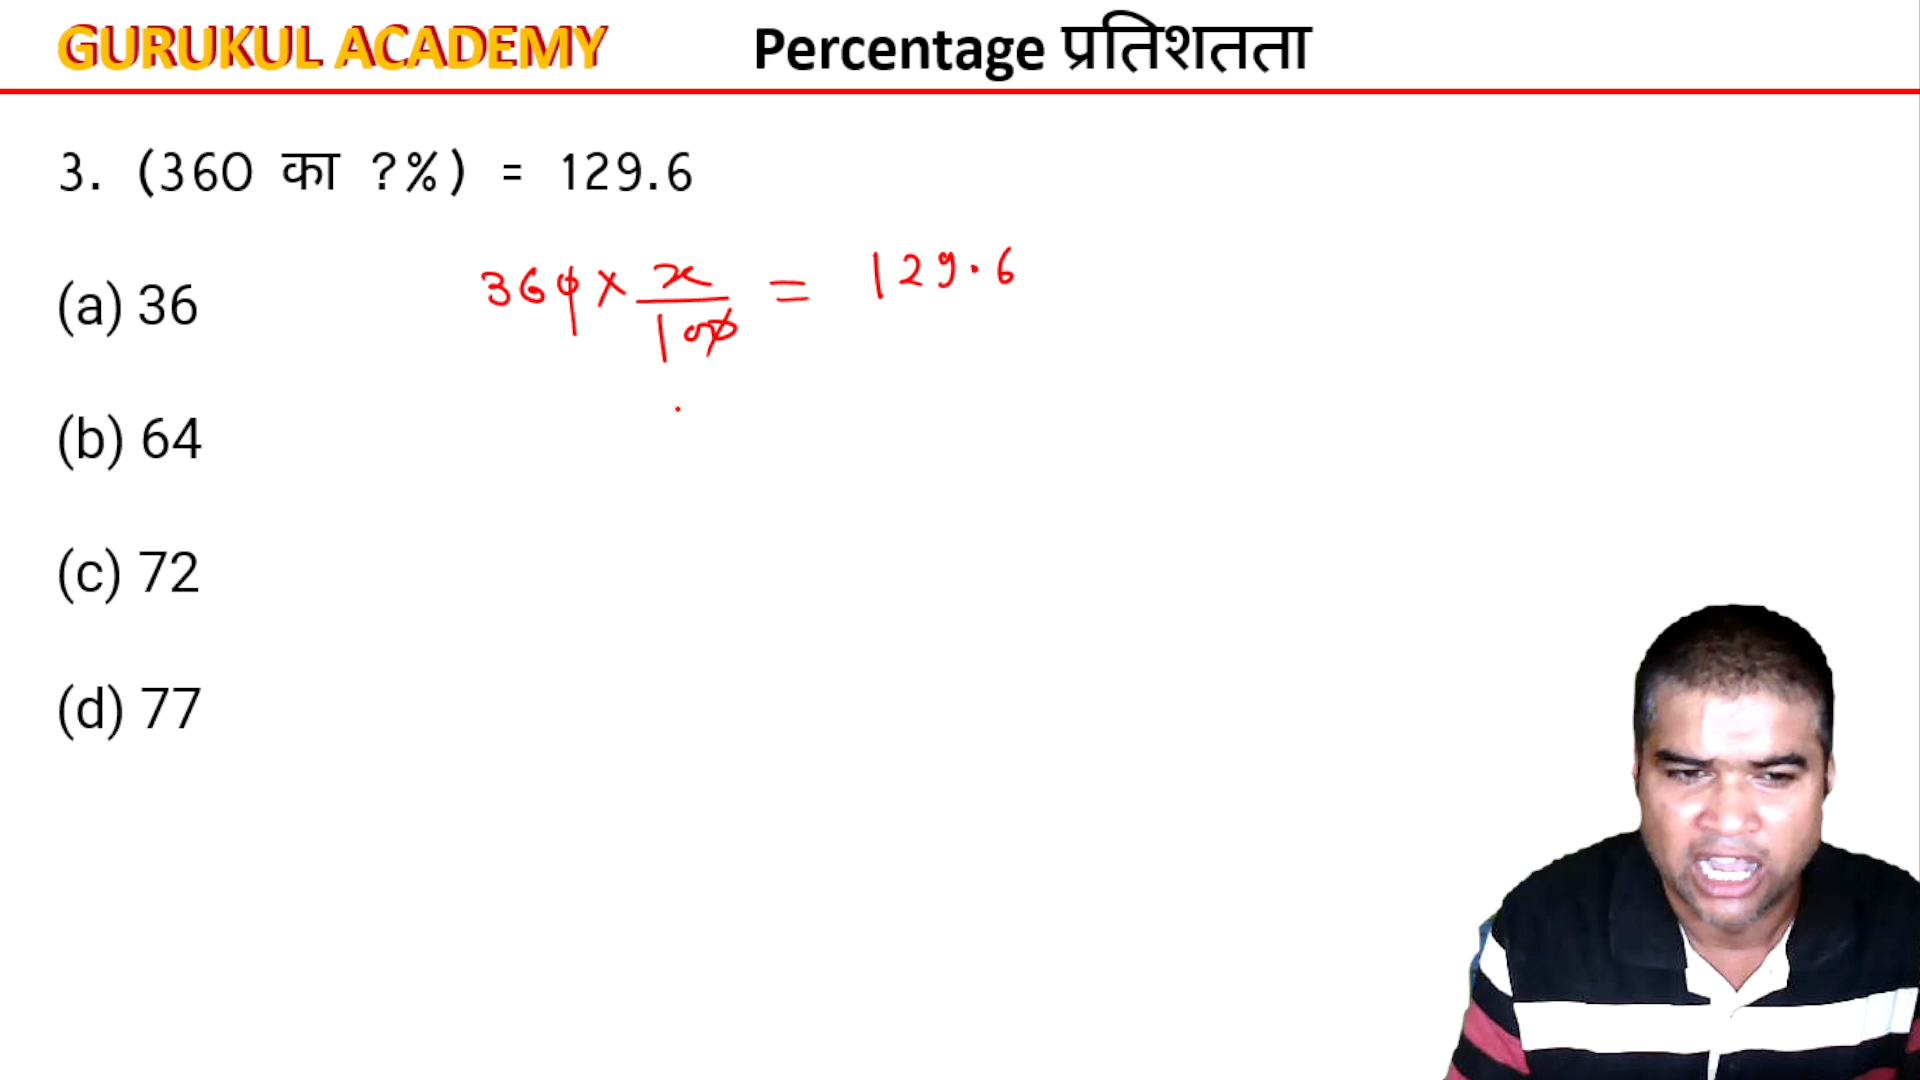 GURUKUL ACADEMY
Percentage प्रतिशतता
3. (360 का ?%) = 129.6
360 × x/100 = 129.6
(a) 36
(b) 64
(c) 72
(d) 77